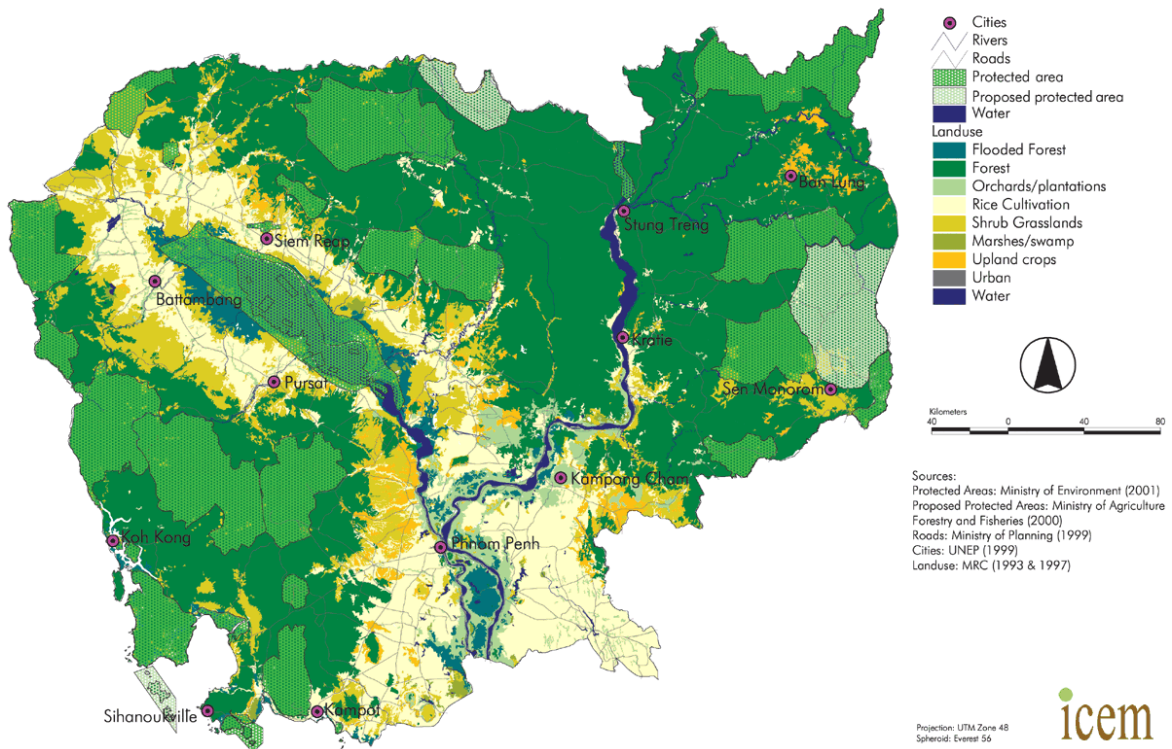 Cities
Rivers
Roads
Protected area
Proposed protected area
Water
Landuse
Flooded Forest
Forest
Orchards/plantations
Rice Cultivation
Shrub Grasslands
Marshes/swamp
Upland crops
Urban
Water
Ban Lung
Stung Treng
Siem Reap
Battambang
Kratie
Pursat
Sen Monorom
Kampong Cham
Koh Kong
Phnom Penh
Sihanoukville
Kampot
Kilometers
40 0 40 80
Sources:
Protected Areas: Ministry of Environment (2001)
Proposed Protected Areas: Ministry of Agriculture
Forestry and Fisheries (2000)
Roads: Ministry of Planning (1999)
Cities: UNEP (1999)
Landuse: MRC (1993 & 1997)
Projection: UTM Zone 48
Spheroid: Everest 56
icem